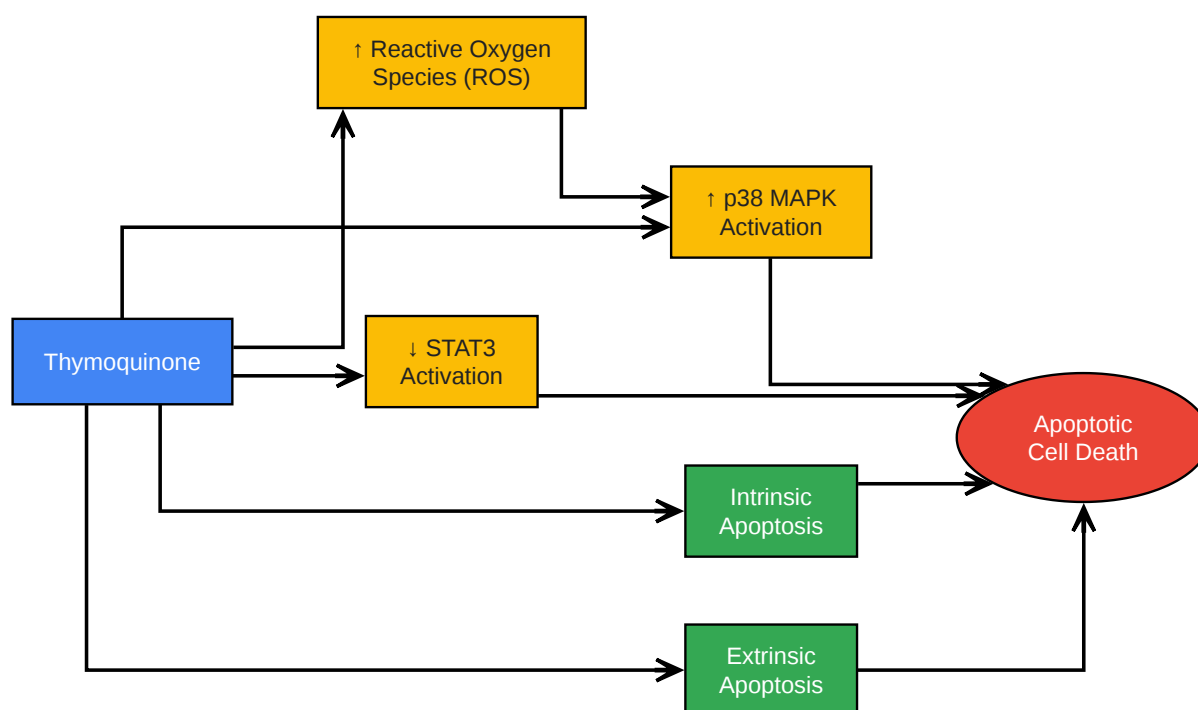 ↑ Reactive Oxygen
Species (ROS)
↑ p38 MAPK
Activation
Thymoquinone
↓ STAT3
Activation
Apoptotic
Cell Death
Intrinsic
Apoptosis
Extrinsic
Apoptosis